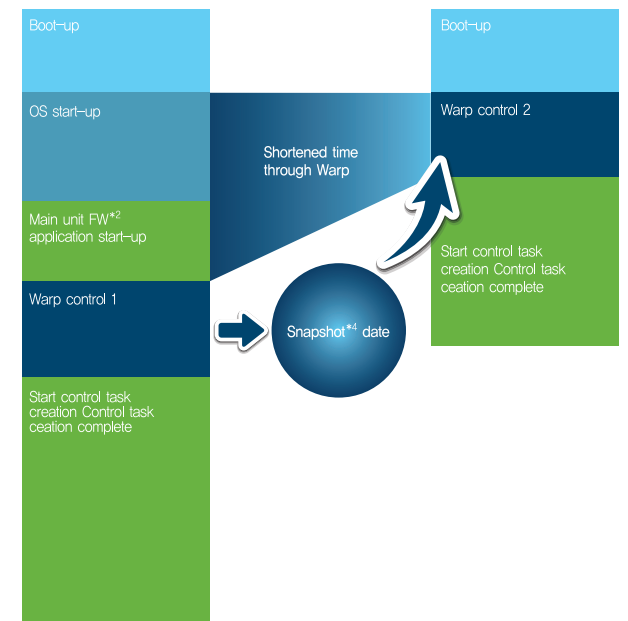 Boot-up
OS start-up
Main unit FW*2
application start-up
Warp control 1
Start control task
creation Control task
ceation complete
Shortened time
through Warp
Snapshot*4 date
Boot-up
Warp control 2
Start control task
creation Control task
ceation complete